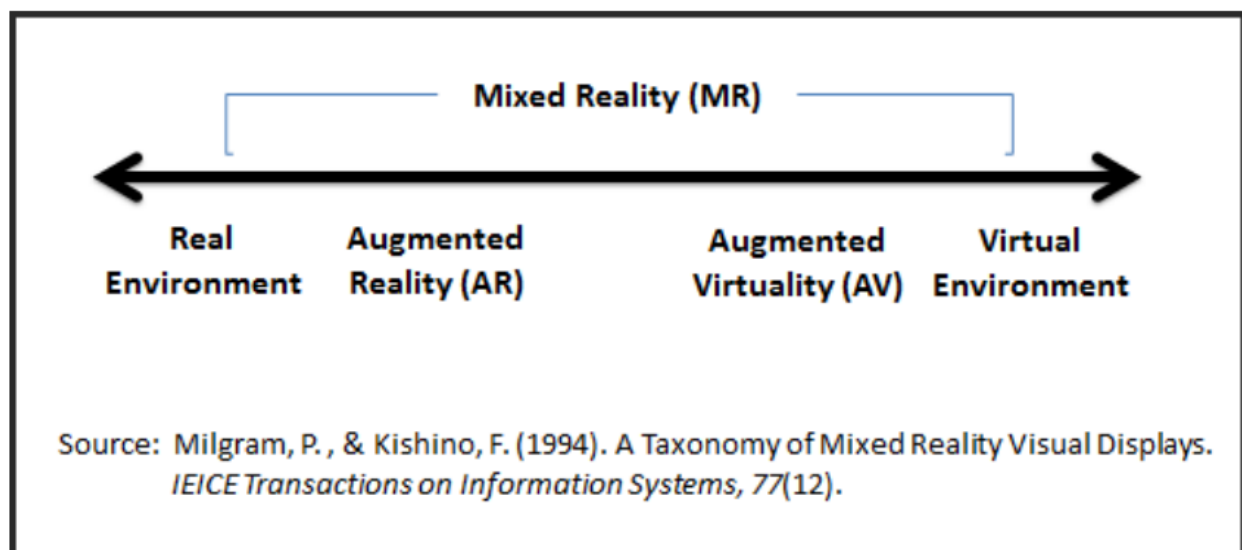 Mixed Reality (MR)
Real Environment
Augmented Reality (AR)
Augmented Virtuality (AV)
Virtual Environment
Source: Milgram, P. , & Kishino, F. (1994). A Taxonomy of Mixed Reality Visual Displays.
IEICE Transactions on Information Systems, 77(12).